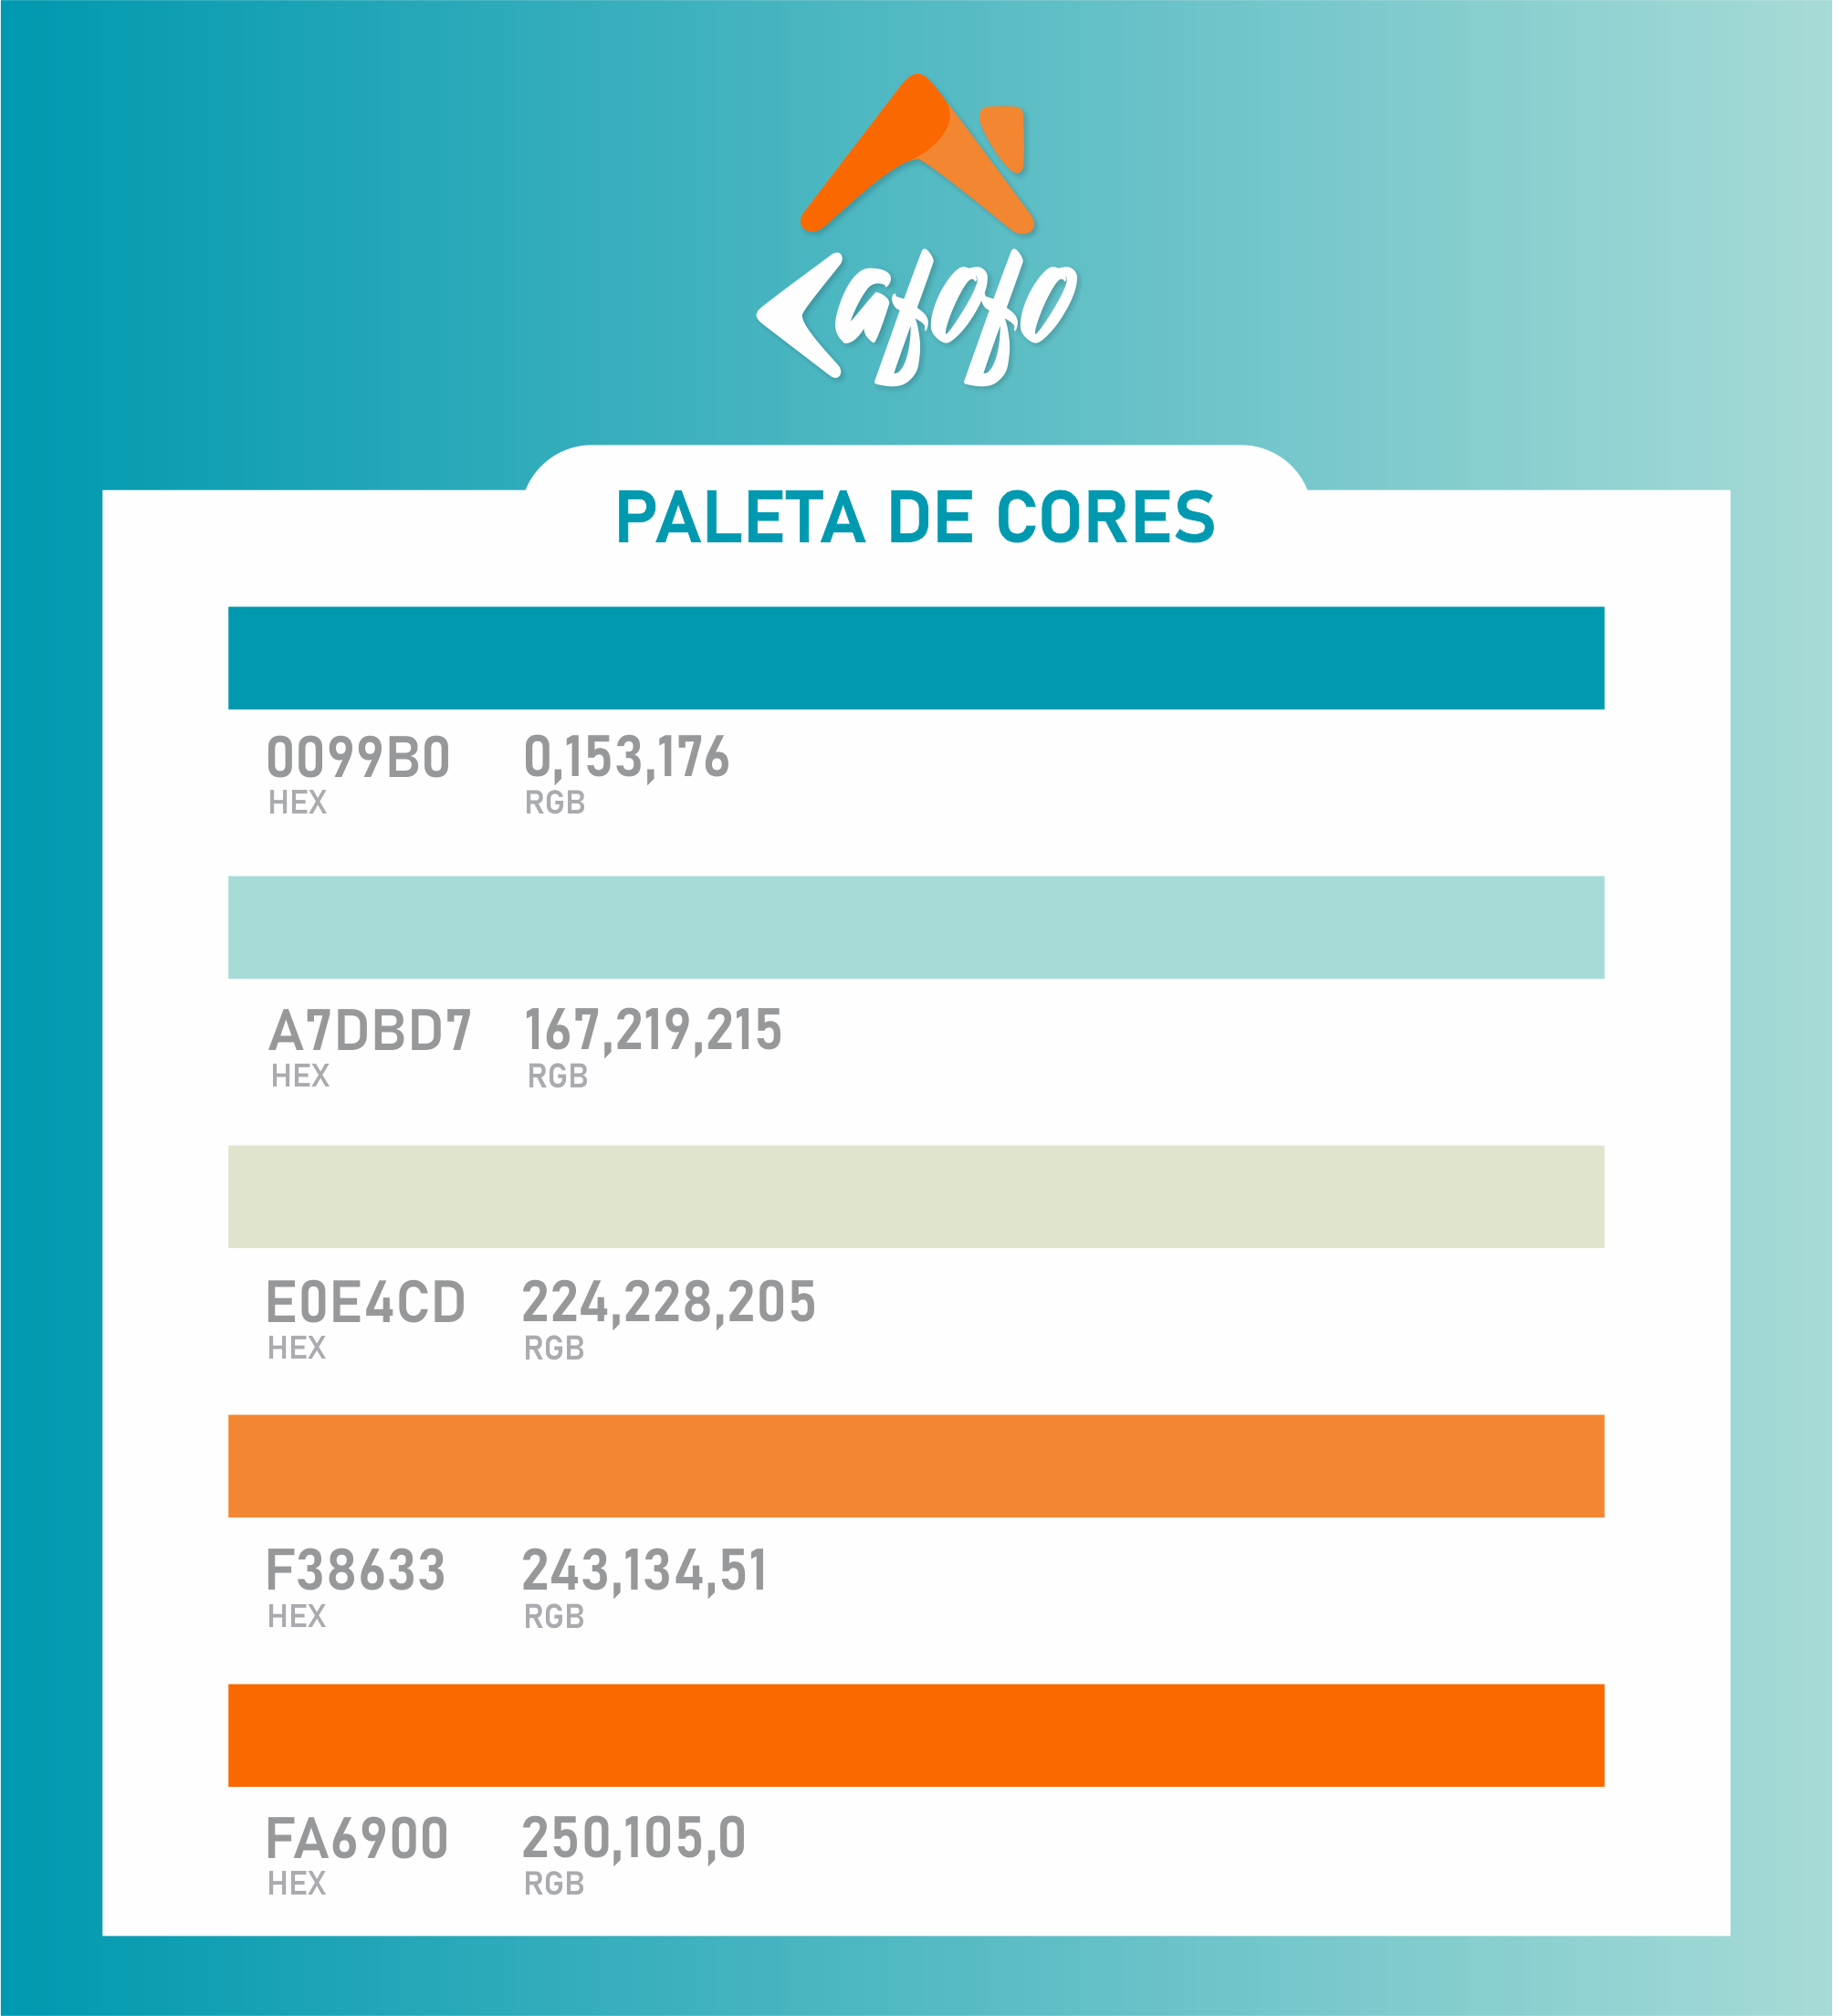 Kafofo
PALETA DE CORES
0099B0 0,153,176
HEX RGB
A7DBD7 167,219,215
HEX RGB
E0E4CD 224,228,205
HEX RGB
F38633 243,134,51
HEX RGB
FA6900 250,105,0
HEX RGB